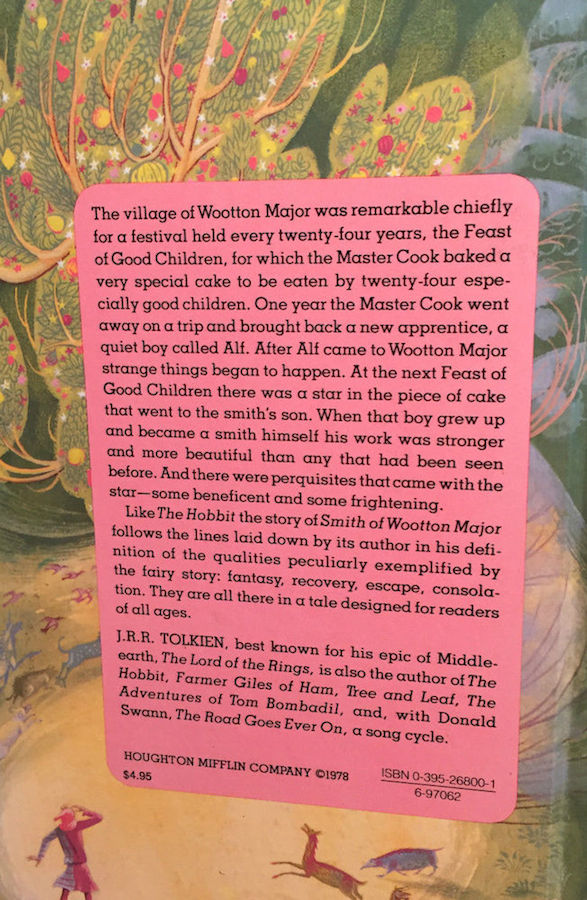 The village of Wootton Major was remarkable chiefly
for a festival held every twenty-four years, the Feast
of Good Children, for which the Master Cook baked a
very special cake to be eaten by twenty-four espe-
cially good children. One year the Master Cook went
away on a trip and brought back a new apprentice, a
quiet boy called Alf. After Alf came to Wootton Major
strange things began to happen. At the next Feast of
Good Children there was a star in the piece of cake
that went to the smith's son. When that boy grew up
and became a smith himself his work was stronger
and more beautiful than any that had been seen
before. And there were perquisites that came with the
star—some beneficent and some frightening.
Like The Hobbit the story of Smith of Wootton Major
follows the lines laid down by its author in his defi-
nition of the qualities peculiarly exemplified by
the fairy story: fantasy, recovery, escape, consola-
tion. They are all there in a tale designed for readers
of all ages.
J.R.R. TOLKIEN, best known for his epic of Middle-
earth, The Lord of the Rings, is also the author of The
Hobbit, Farmer Giles of Ham, Tree and Leaf, The
Adventures of Tom Bombadil, and, with Donald
Swann, The Road Goes Ever On, a song cycle.
HOUGHTON MIFFLIN COMPANY ©1978
$4.95
ISBN 0-395-26800-1
6-97062